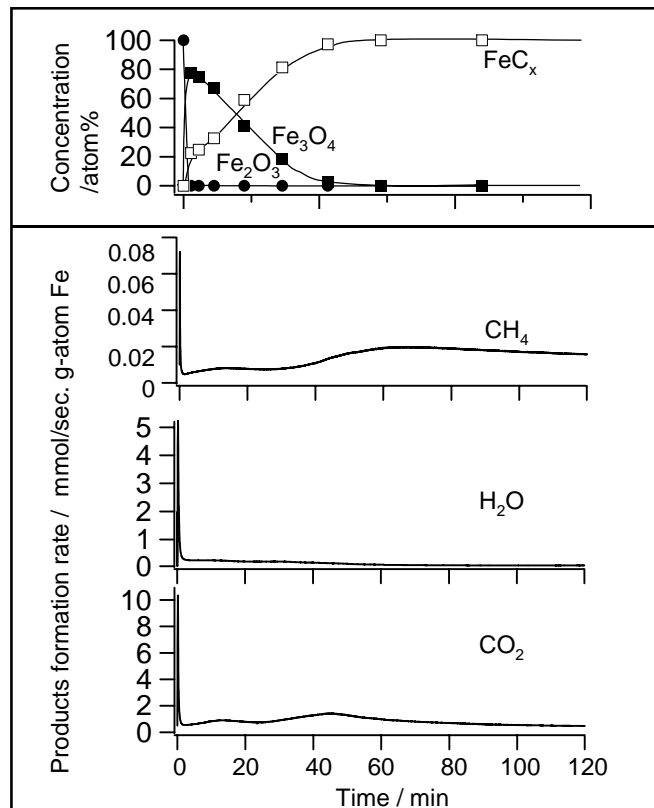 Concentration
/atom%
100
80
60
40
20
0
FeCₓ
Fe₃O₄
Fe₂O₃
Products formation rate / mmol/sec. g-atom Fe
0.08
0.06
0.04
0.02
0
CH₄
5
4
3
2
1
0
H₂O
10
8
6
4
2
0
CO₂
0 20 40 60 80 100 120
Time / min